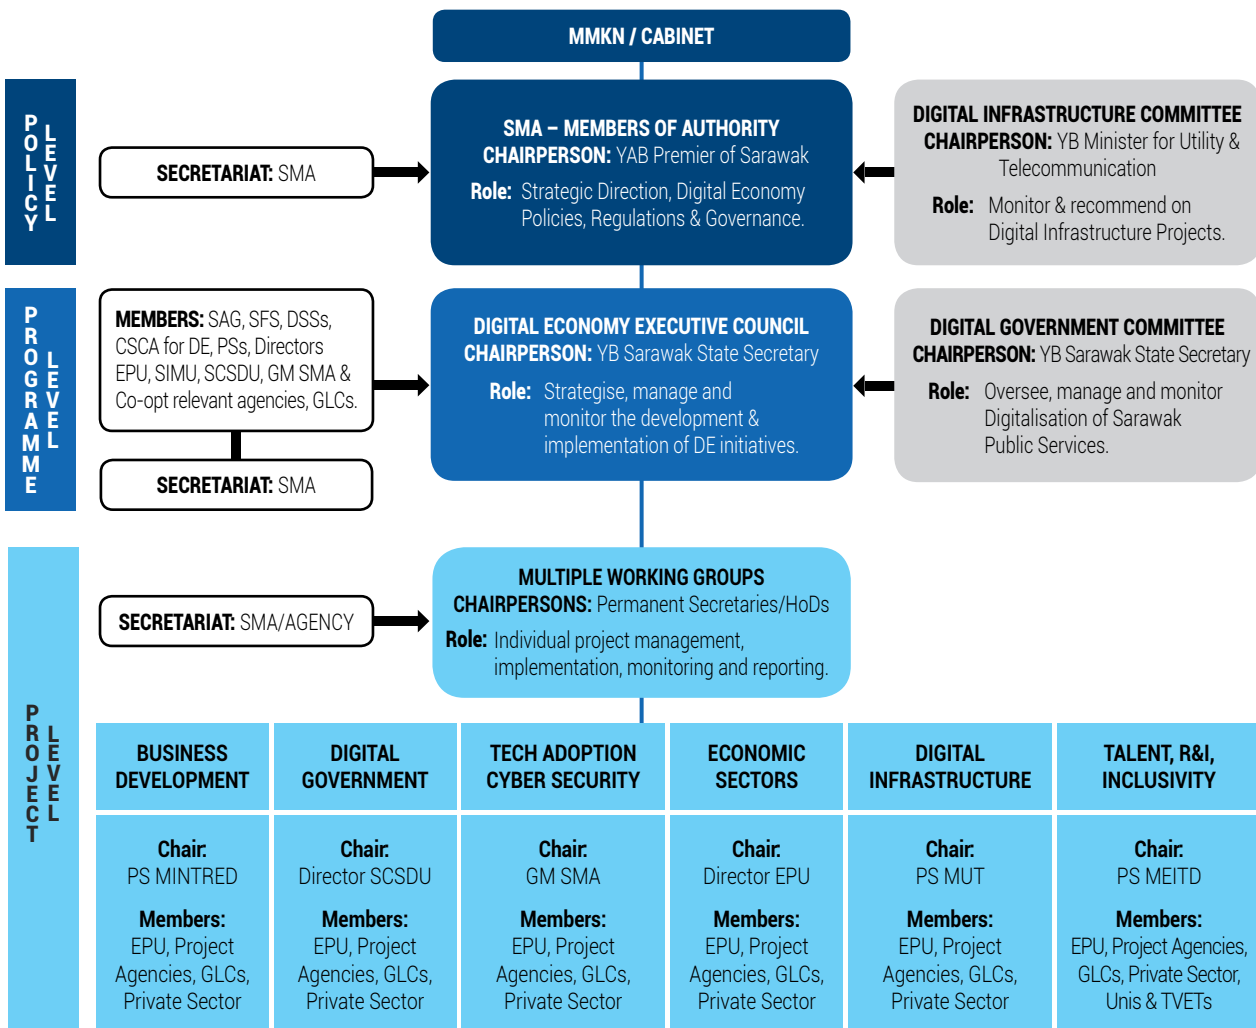 MMKN / CABINET
POLICY LEVEL
SECRETARIAT: SMA
SMA – MEMBERS OF AUTHORITY
CHAIRPERSON: YAB Premier of Sarawak
Role: Strategic Direction, Digital Economy
Policies, Regulations & Governance.
DIGITAL INFRASTRUCTURE COMMITTEE
CHAIRPERSON: YB Minister for Utility &
Telecommunication
Role: Monitor & recommend on
Digital Infrastructure Projects.
PROGRAMME LEVEL
MEMBERS: SAG, SFS, DSSs,
CSCA for DE, PSs, Directors
EPU, SIMU, SCSDU, GM SMA &
Co-opt relevant agencies, GLCs.
SECRETARIAT: SMA
DIGITAL ECONOMY EXECUTIVE COUNCIL
CHAIRPERSON: YB Sarawak State Secretary
Role: Strategise, manage and
monitor the development &
implementation of DE initiatives.
DIGITAL GOVERNMENT COMMITTEE
CHAIRPERSON: YB Sarawak State Secretary
Role: Oversee, manage and monitor
Digitalisation of Sarawak
Public Services.
PROJECT LEVEL
SECRETARIAT: SMA/AGENCY
MULTIPLE WORKING GROUPS
CHAIRPERSONS: Permanent Secretaries/HoDs
Role: Individual project management,
implementation, monitoring and reporting.
BUSINESS
DEVELOPMENT
Chair:
PS MINTRED
Members:
EPU, Project
Agencies, GLCs,
Private Sector
DIGITAL
GOVERNMENT
Chair:
Director SCSDU
Members:
EPU, Project
Agencies, GLCs,
Private Sector
TECH ADOPTION
CYBER SECURITY
Chair:
GM SMA
Members:
EPU, Project
Agencies, GLCs,
Private Sector
ECONOMIC
SECTORS
Chair:
Director EPU
Members:
EPU, Project
Agencies, GLCs,
Private Sector
DIGITAL
INFRASTRUCTURE
Chair:
PS MUT
Members:
EPU, Project
Agencies, GLCs,
Private Sector
TALENT, R&I,
INCLUSIVITY
Chair:
PS MEITD
Members:
EPU, Project Agencies,
GLCs, Private Sector,
Unis & TVETs